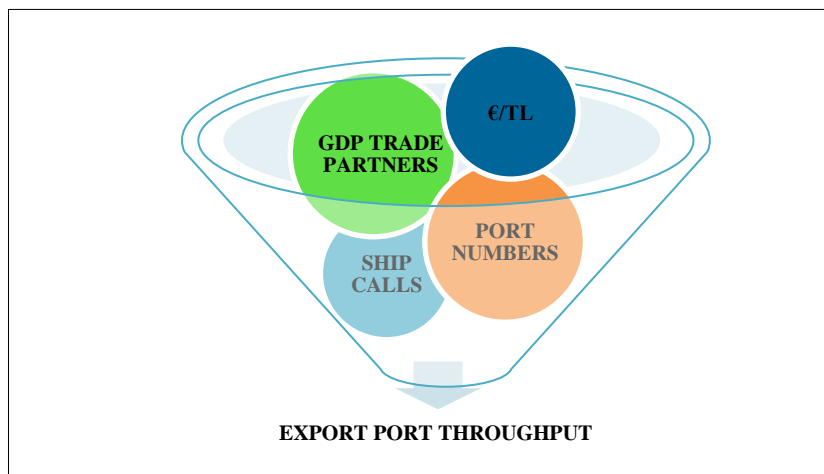 €/TL
GDP TRADE
PARTNERS
PORT
NUMBERS
SHIP
CALLS
EXPORT PORT THROUGHPUT